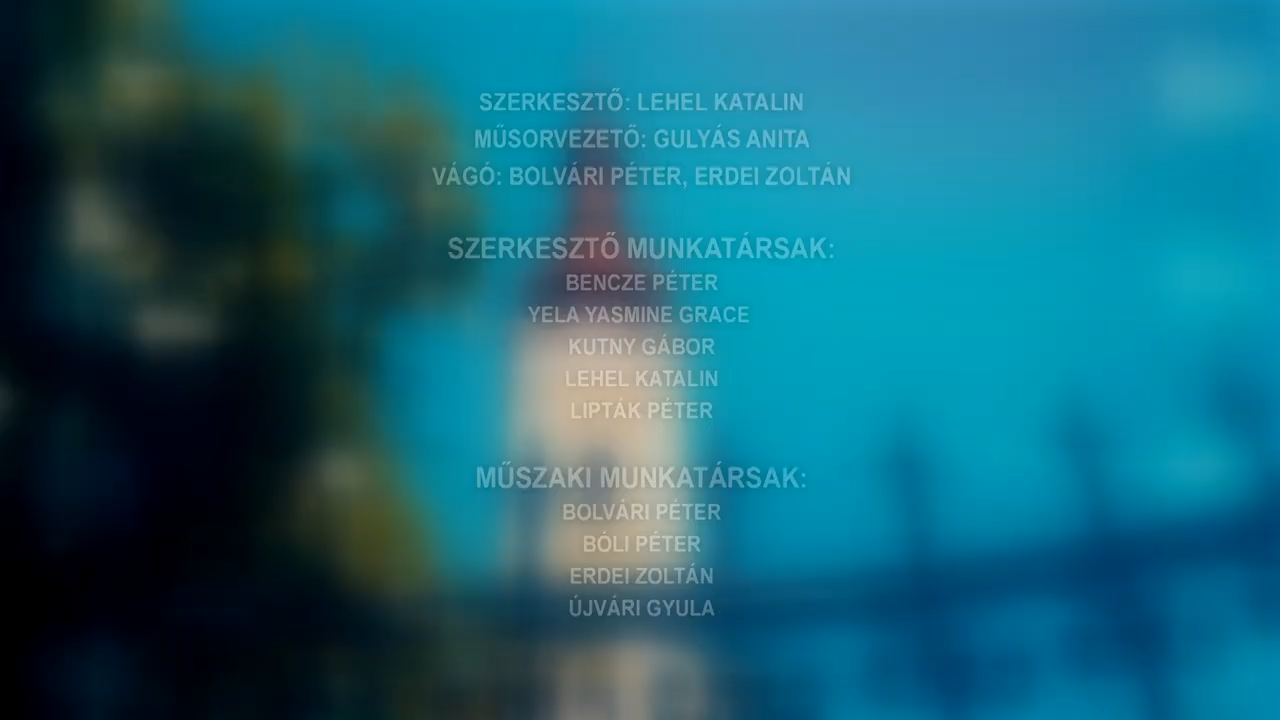 SZERKESZTŐ: LEHEL KATALIN
MŰSORVEZETŐ: GULYÁS ANITA
VÁGÓ: BOLVÁRI PÉTER, ERDEI ZOLTÁN
SZERKESZTŐ MUNKATÁRSAK:
BENCZE PÉTER
YELA YASMINE GRACE
KUTNY GÁBOR
LEHEL KATALIN
LIPTÁK PÉTER
MŰSZAKI MUNKATÁRSAK:
BOLVÁRI PÉTER
BÓLI PÉTER
ERDEI ZOLTÁN
ÚJVÁRI GYULA